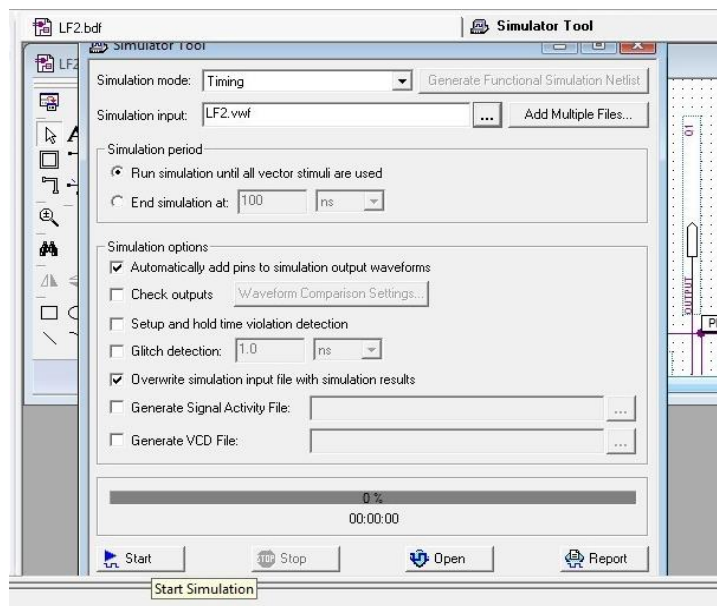 LF2.bdf
Simulator Tool
Simulator Tool
LF2
Simulation mode: Timing Generate Functional Simulation Netlist
Simulation input: LF2.vwf ... Add Multiple Files...
Simulation period
Run simulation until all vector stimuli are used
End simulation at: 100 ns
Simulation options
Automatically add pins to simulation output waveforms
Check outputs Waveform Comparison Settings...
Setup and hold time violation detection
Glitch detection: 1.0 ns
Overwrite simulation input file with simulation results
Generate Signal Activity File: ...
Generate VCD File: ...
0 %
00:00:00
Start STOP Stop Open Report
Start Simulation
A
OUTPUT